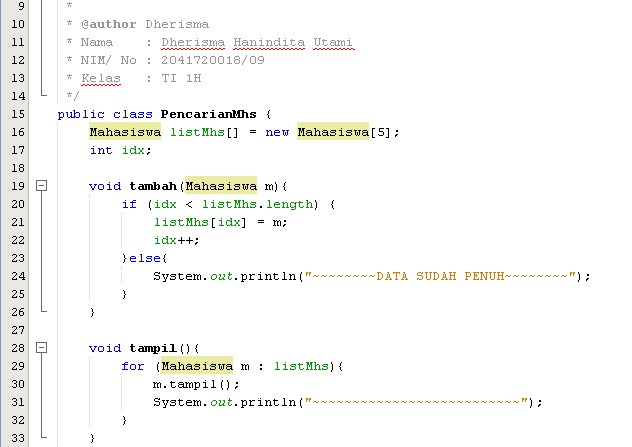 9 *
10 * @author Dherisma
11 * Nama : Dherisma Hanindita Utami
12 * NIM/ No : 2041720018/09
13 * Kelas : TI 1H
14 */
15 public class PencarianMhs {
16 Mahasiswa listMhs[] = new Mahasiswa[5];
17 int idx;
18
19 void tambah(Mahasiswa m){
20 if (idx < listMhs.length) {
21 listMhs[idx] = m;
22 idx++;
23 }else{
24 System.out.println("~~~~~~~~DATA SUDAH PENUH~~~~~~~~");
25 }
26 }
27
28 void tampil(){
29 for (Mahasiswa m : listMhs){
30 m.tampil();
31 System.out.println("~~~~~~~~~~~~~~~~~~~~~~~~~~");
32 }
33 }